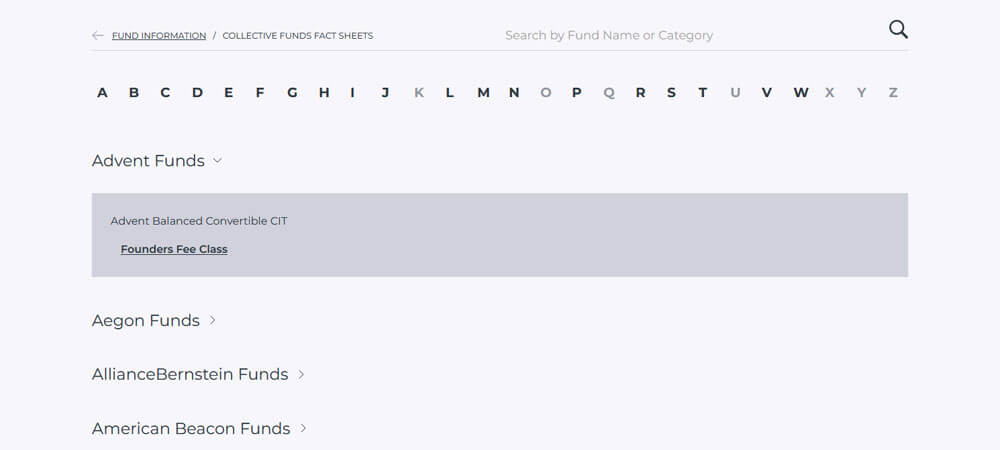 FUND INFORMATION / COLLECTIVE FUNDS FACT SHEETS Search by Fund Name or Category
A B C D E F G H I J K L M N O P Q R S T U V W X Y Z
Advent Funds
Advent Balanced Convertible CIT
Founders Fee Class
Aegon Funds
AllianceBernstein Funds
American Beacon Funds